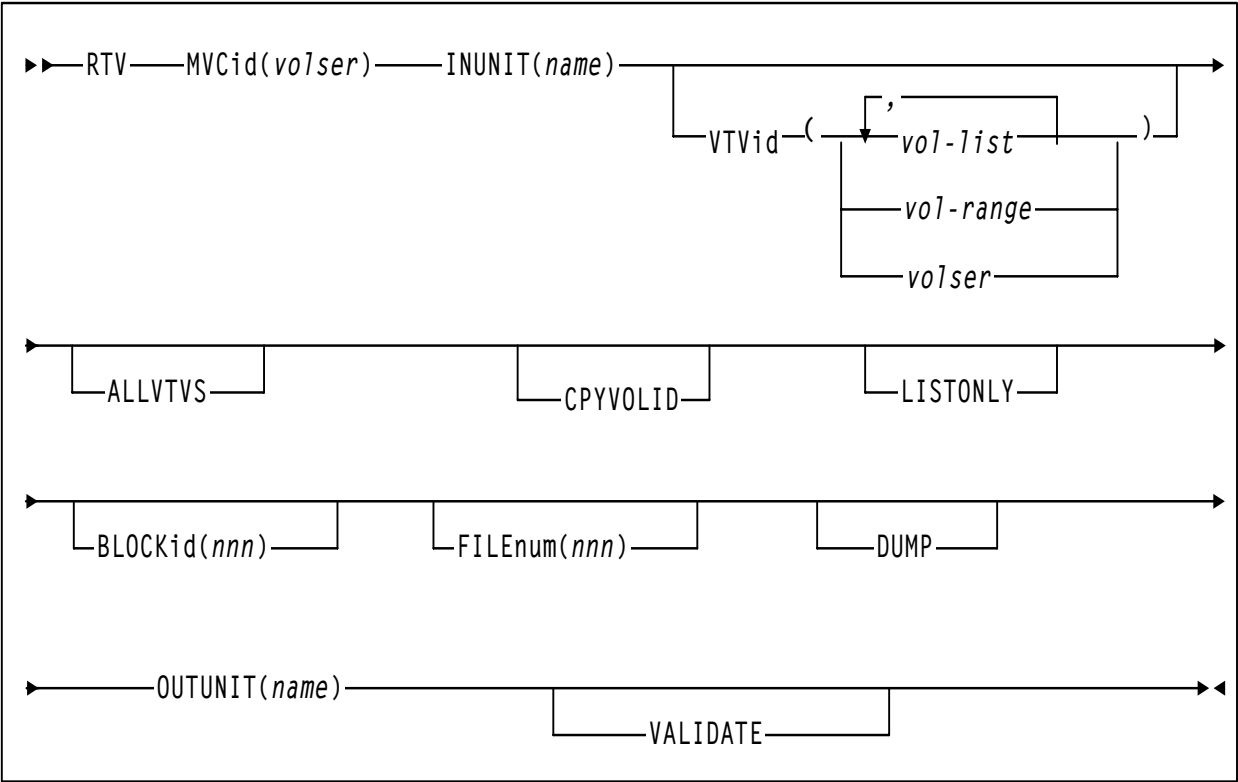 RTV MVCid(volser) INUNIT(name)
,
VTVid ( vol-list )
vol-range
volser
ALLVTVS CPYVOLID LISTONLY
BLOCKid(nnn) FILEnum(nnn) DUMP
OUTUNIT(name)
VALIDATE